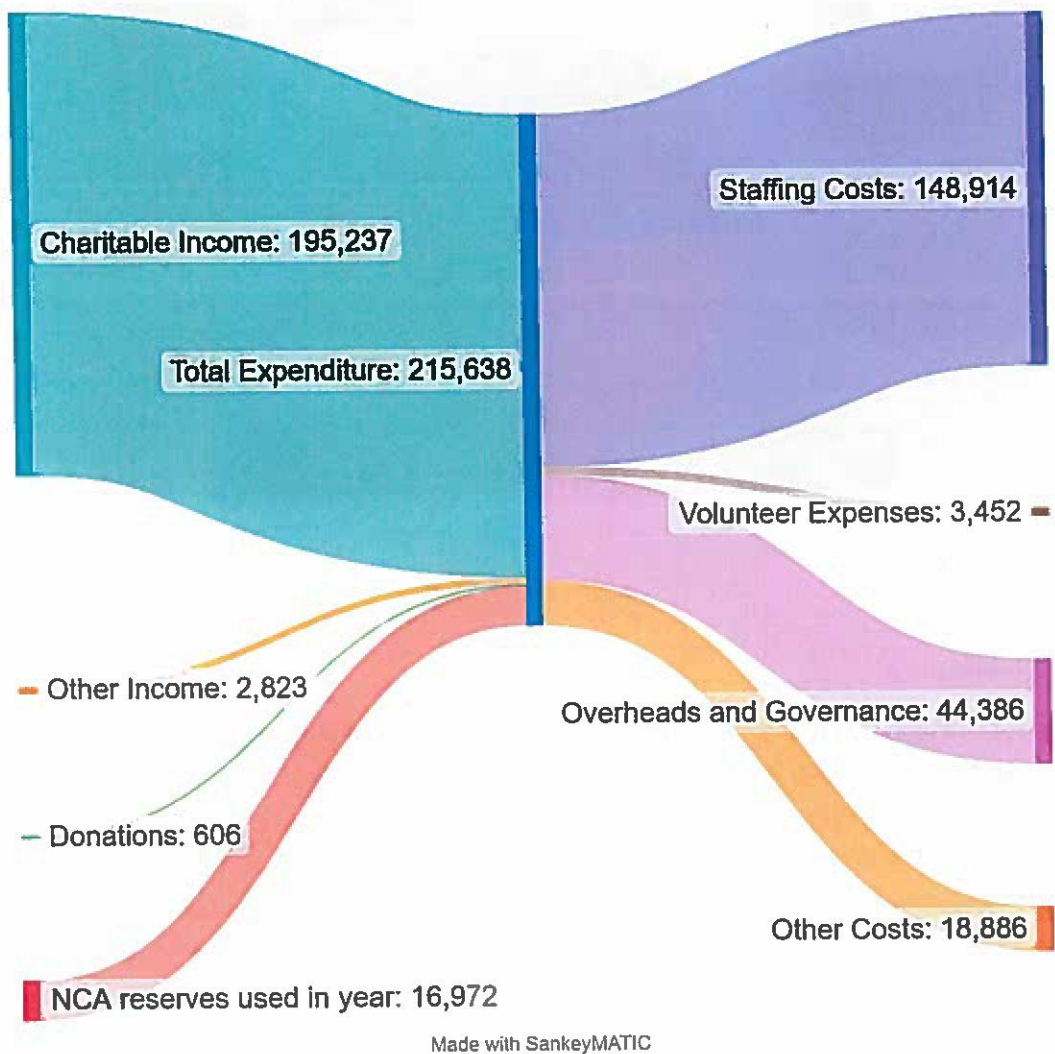 Staffing Costs: 148,914
Charitable Income: 195,237
Total Expenditure: 215,638
Volunteer Expenses: 3,452
Other Income: 2,823
Overheads and Governance: 44,386
Donations: 606
Other Costs: 18,886
NCA reserves used in year: 16,972
Made with SankeyMATIC